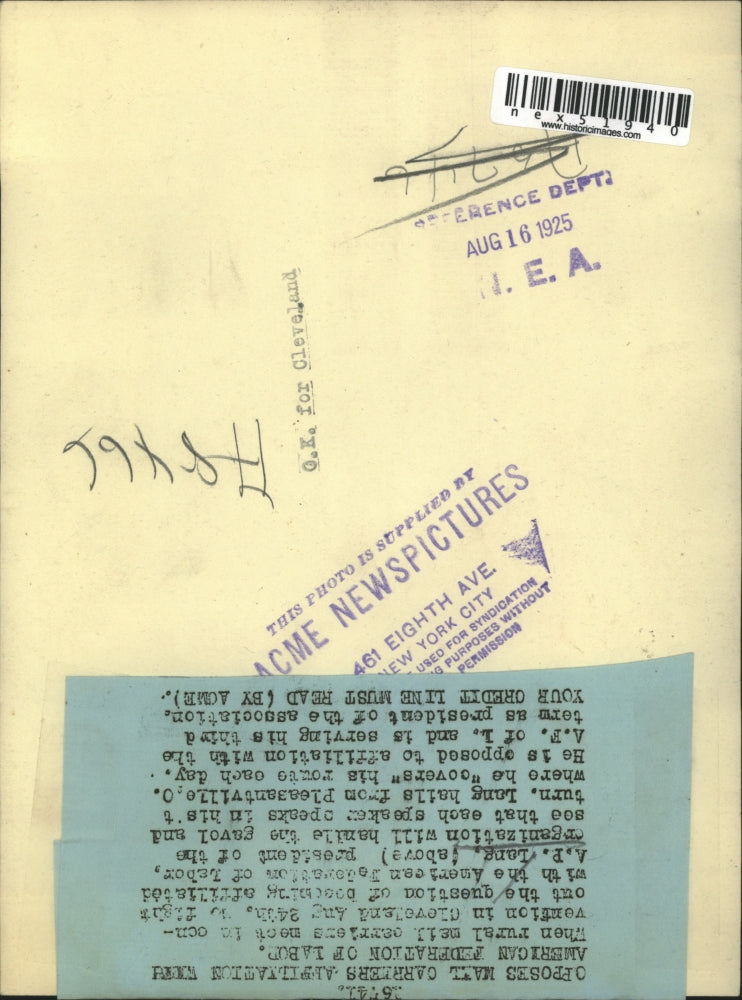 nex51940
www.historicimages.com
REFERENCE DEPT.
AUG 16 1925
N. E. A.
O.K. for Cleveland
THIS PHOTO IS SUPPLIED BY
ACME NEWSPICTURES
461 EIGHTH AVE.
NEW YORK CITY
USED FOR SYNDICATION
PURPOSES WITHOUT
PERMISSION
OPPOSES MAIL CARRIERS AFFILIATION WITH
AMERICAN FEDERATION OF LABOR.
When rural mail carriers meet in con-
vention in Cleveland Aug 24th, to fight
out the question of becoming affiliated
with the American Federation of Labor,
A.P. Lang, (above) president of the
organization will handle the gavel and
see that each speaker speaks in his t
turn. Lang hails from Pleasantville,O.
where he "covers" his route each day.
He is opposed to affiliation with the
A.F. of L. and is serving his third
term as president of the association.
YOUR CREDIT LINE MUST READ (BY ACME).